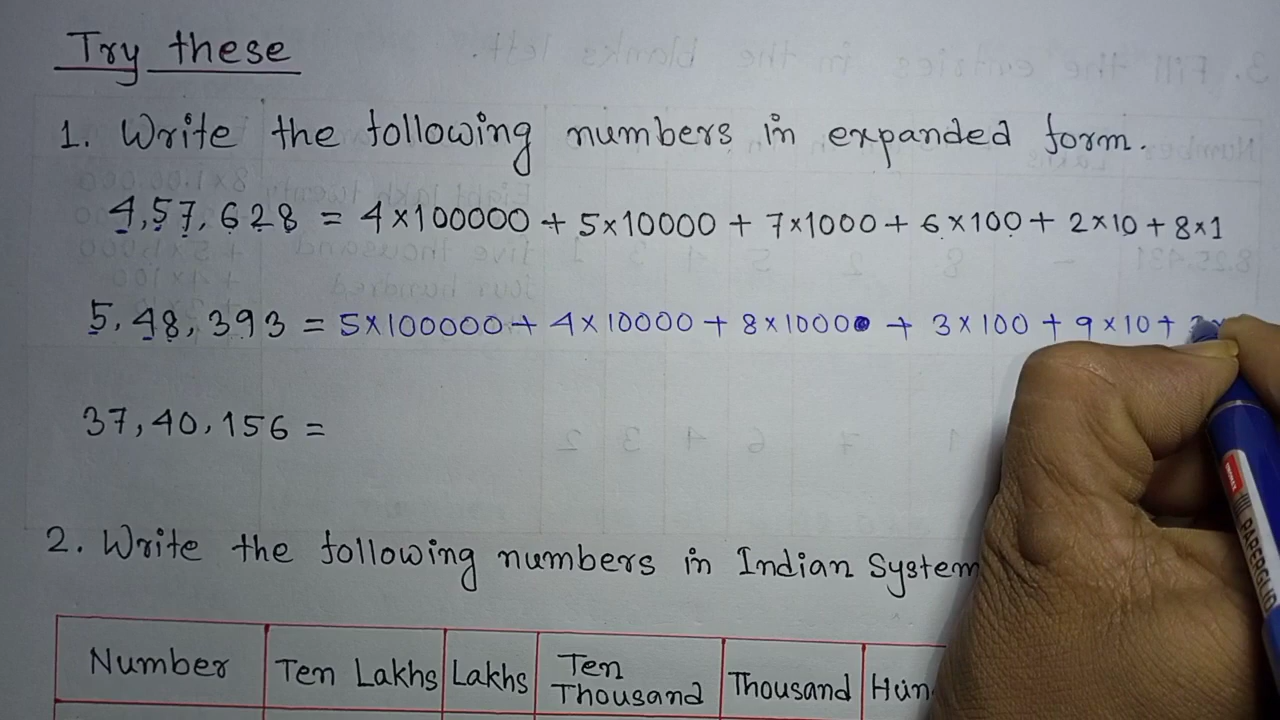 Try these
1. Write the following numbers in expanded form.
4,57,628 = 4×100000 + 5×10000 + 7×1000 + 6×100 + 2×10 + 8×1
5,48,393 = 5×100000 + 4×10000 + 8×1000 + 3×100 + 9×10 +
37,40,156 =
2. Write the following numbers in Indian System
Number Ten Lakhs Lakhs Ten Thousand Thousand